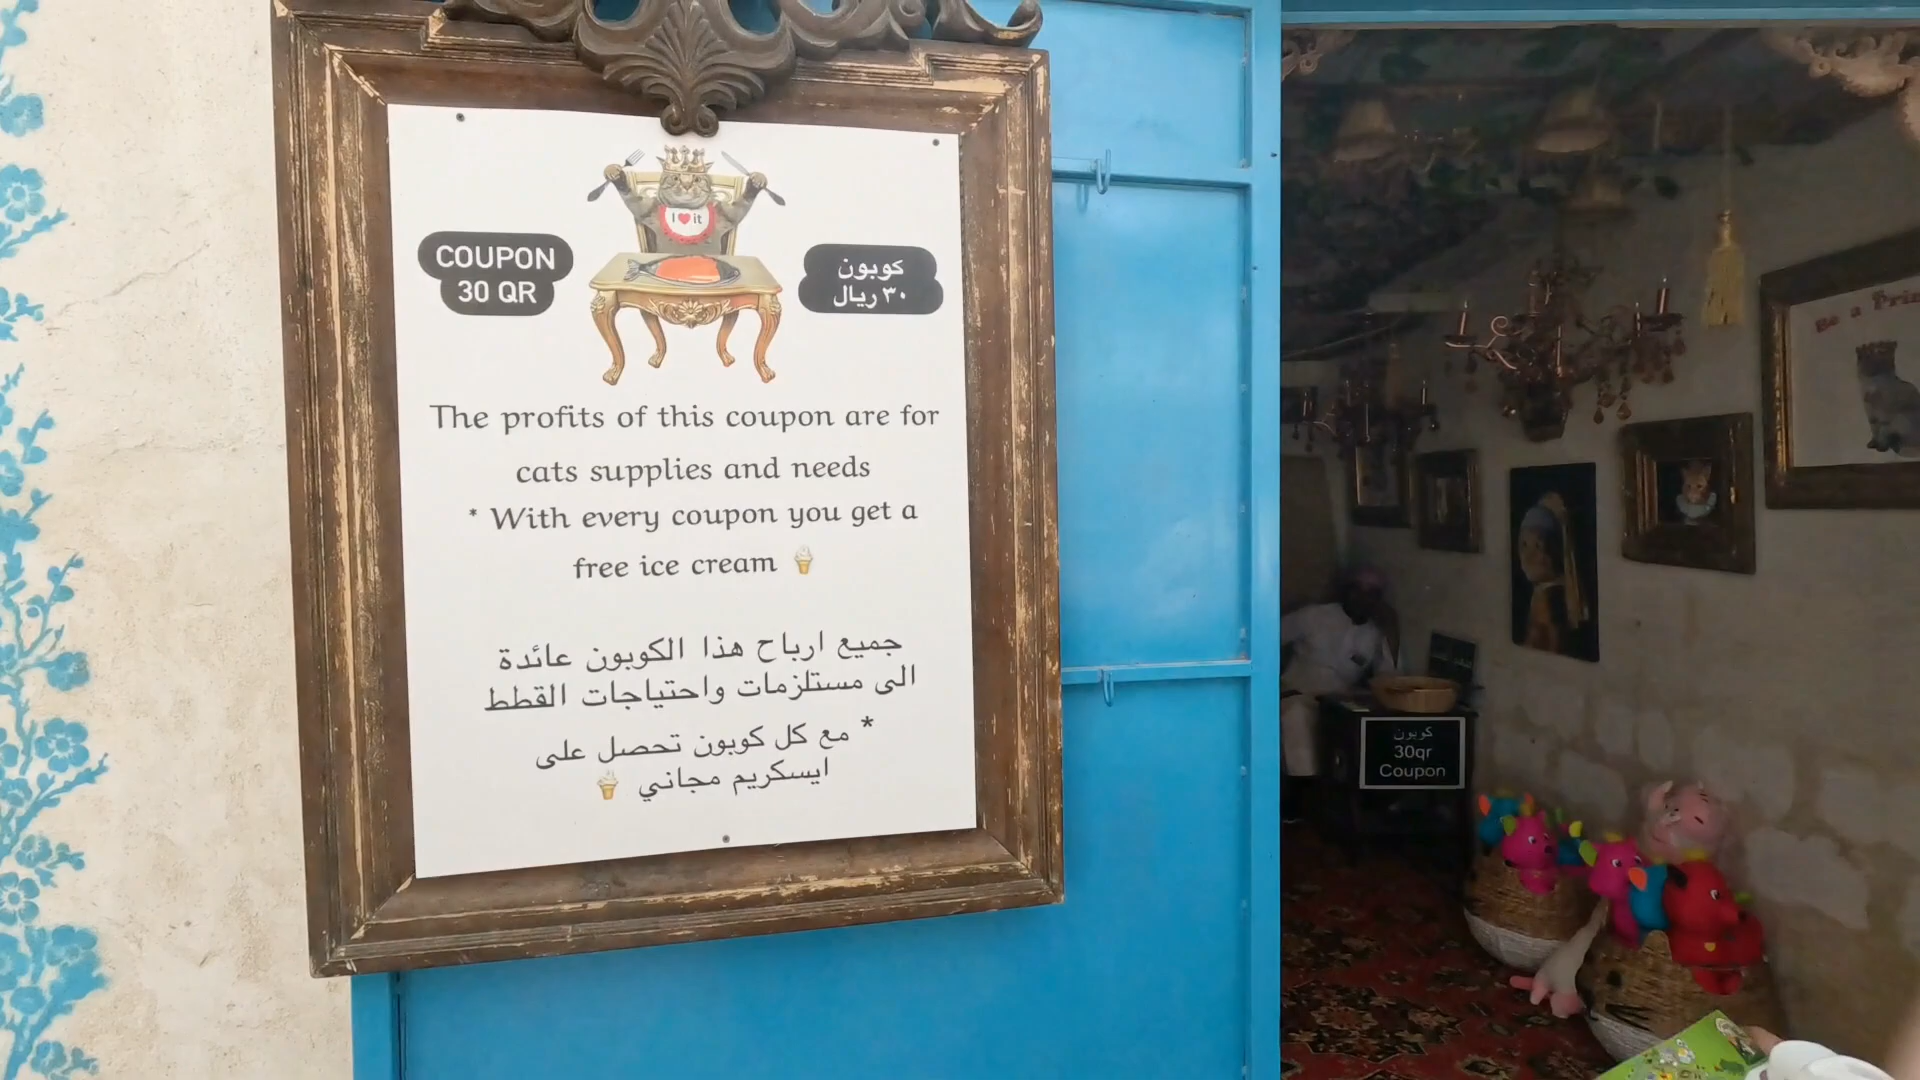 I ❤ it
COUPON
30 QR
كوبون
٣٠ ريال
The profits of this coupon are for
cats supplies and needs
* With every coupon you get a
free ice cream 🍦
جميع ارباح هذا الكوبون عائدة
الى مستلزمات واحتياجات القطط
* مع كل كوبون تحصل على
ايسكريم مجاني 🍦
Be a
كوبون
30qr
Coupon